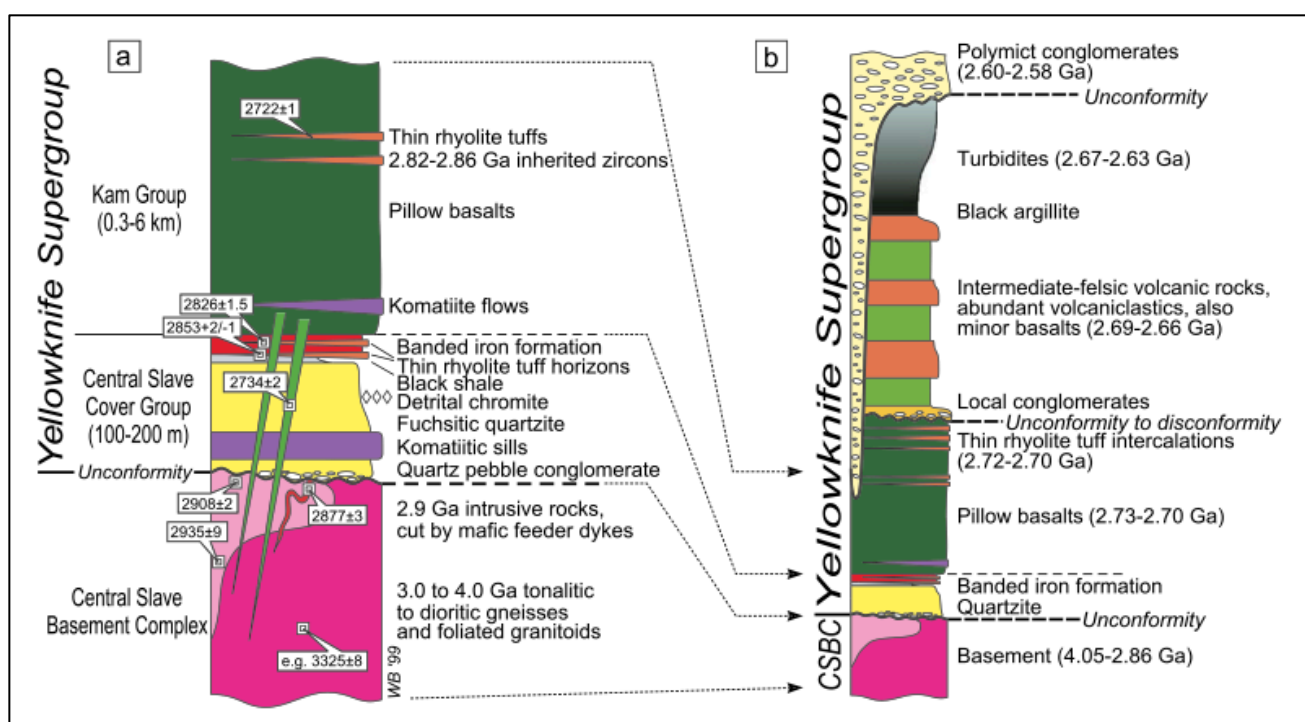 a
2722±1
Thin rhyolite tuffs
2.82-2.86 Ga inherited zircons
Kam Group
(0.3-6 km)
Pillow basalts
Yellowknife Supergroup
2826±1.5
Komatiite flows
2853+2/-1
Banded iron formation
Thin rhyolite tuff horizons
Black shale
2734±2
Detrital chromite
Central Slave
Cover Group
(100-200 m)
Fuchsitic quartzite
Komatiitic sills
Unconformity
Quartz pebble conglomerate
2908±2
2877±3
2935±9
2.9 Ga intrusive rocks,
cut by mafic feeder dykes
Central Slave
Basement Complex
3.0 to 4.0 Ga tonalitic
to dioritic gneisses
and foliated granitoids
e.g. 3325±8
WB '99
b
Polymict conglomerates
(2.60-2.58 Ga)
Unconformity
Turbidites (2.67-2.63 Ga)
Black argillite
Yellowknife Supergroup
Intermediate-felsic volcanic rocks,
abundant volcaniclastics, also
minor basalts (2.69-2.66 Ga)
Local conglomerates
Unconformity to disconformity
Thin rhyolite tuff intercalations
(2.72-2.70 Ga)
Pillow basalts (2.73-2.70 Ga)
Banded iron formation
Quartzite
Unconformity
CSBC
Basement (4.05-2.86 Ga)